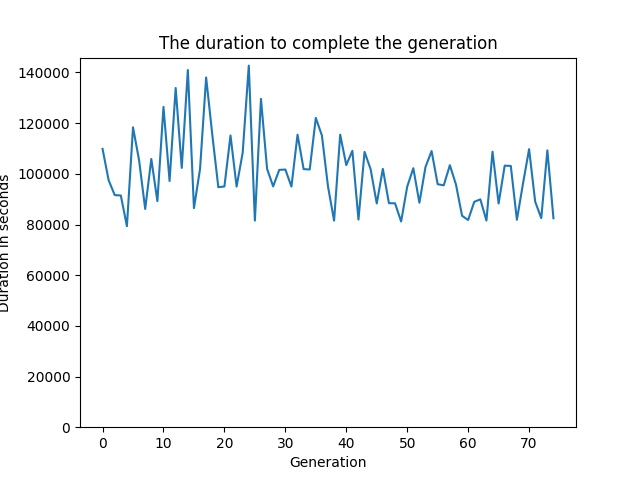 The duration to complete the generation
Duration in seconds
140000
120000
100000
80000
60000
40000
20000
0
0 10 20 30 40 50 60 70
Generation